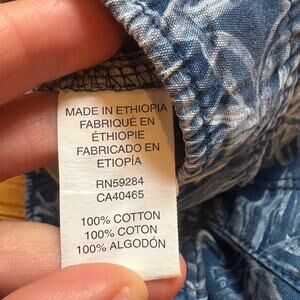 MADE IN ETHIOPIA
FABRIQUÉ EN
ÉTHIOPIE
FABRICADO EN
ETIOPÍA
RN59284
CA40465
100% COTTON
100% COTON
100% ALGODÓN